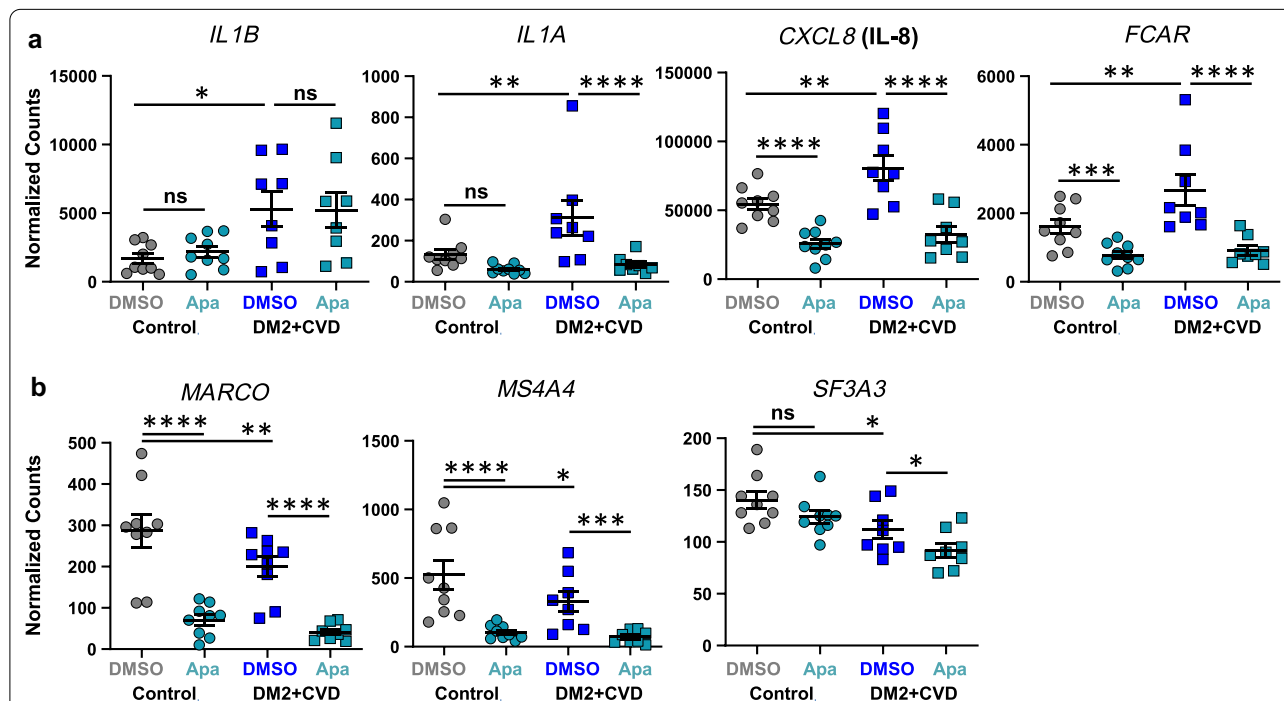 a
IL1B
IL1A
CXCL8 (IL-8)
FCAR
Normalized Counts
15000
10000
5000
0
ns
*
ns
DMSO Apa DMSO Apa
Control. DM2+CVD
1000
800
600
400
200
0
ns
**
****
DMSO Apa DMSO Apa
Control. DM2+CVD
150000
100000
50000
0
****
**
****
DMSO Apa DMSO Apa
Control. DM2+CVD
6000
4000
2000
0
***
**
****
DMSO Apa DMSO Apa
Control. DM2+CVD
b
MARCO
MS4A4
SF3A3
Normalized Counts
500
400
300
200
100
0
****
**
****
DMSO Apa DMSO Apa
Control. DM2+CVD
1500
1000
500
0
****
*
***
DMSO Apa DMSO Apa
Control. DM2+CVD
200
150
100
50
0
ns
*
*
DMSO Apa DMSO Apa
Control. DM2+CVD